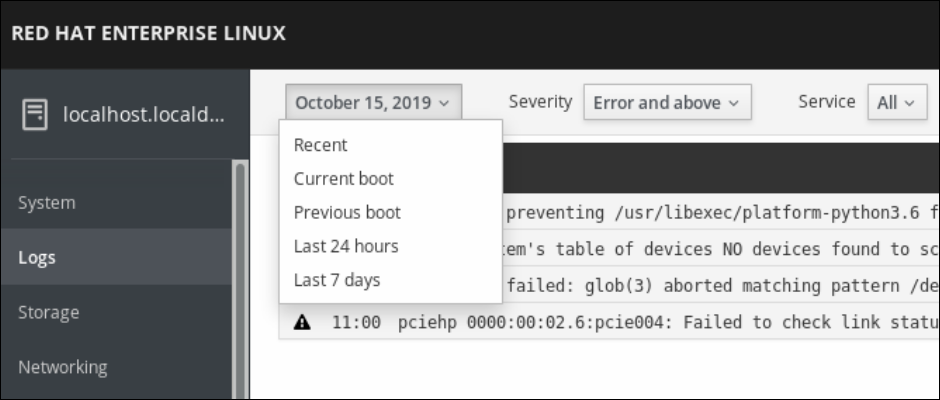 RED HAT ENTERPRISE LINUX
localhost.locald...
October 15, 2019 Severity Error and above Service All
Recent
Current boot
Previous boot
Last 24 hours
Last 7 days
System
Logs
Storage
Networking
preventing /usr/libexec/platform-python3.6 f
em's table of devices NO devices found to sc
failed: glob(3) aborted matching pattern /de
11:00 pciehp 0000:00:02.6:pcie004: Failed to check link statu